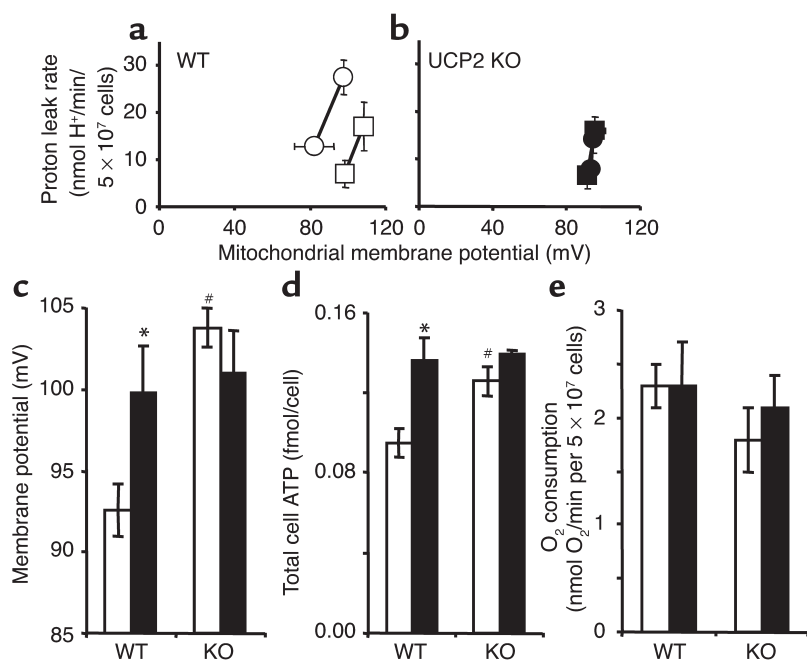 a
WT
Proton leak rate
(nmol H⁺/min/
5 × 10⁷ cells)
30
20
10
0
0 40 80 120
b
UCP2 KO
0 40 80 120
Mitochondrial membrane potential (mV)
c
Membrane potential (mV)
105
100
95
90
85
*
#
WT KO
d
Total cell ATP (fmol/cell)
0.16
0.08
0.00
*
#
WT KO
e
O₂ consumption
(nmol O₂/min per 5 × 10⁷ cells)
3
2
1
0
WT KO